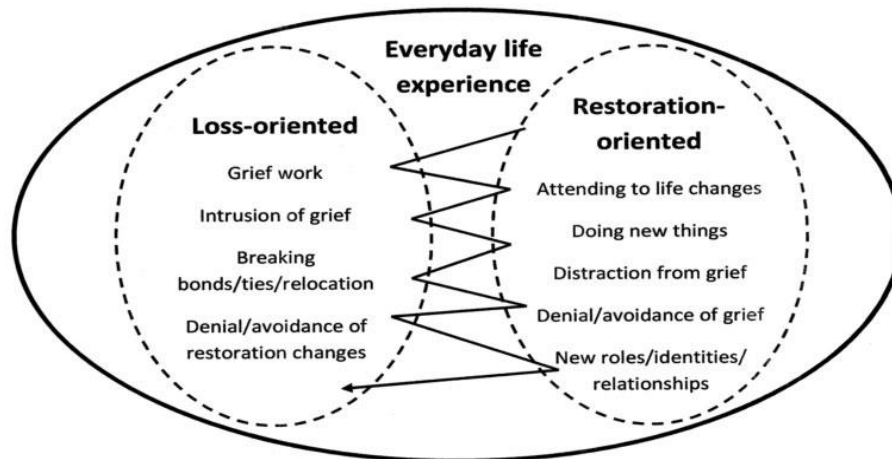 Everyday life
experience
Loss-oriented
Grief work
Intrusion of grief
Breaking
bonds/ties/relocation
Denial/avoidance of
restoration changes
Restoration-
oriented
Attending to life changes
Doing new things
Distraction from grief
Denial/avoidance of grief
New roles/identities/
relationships